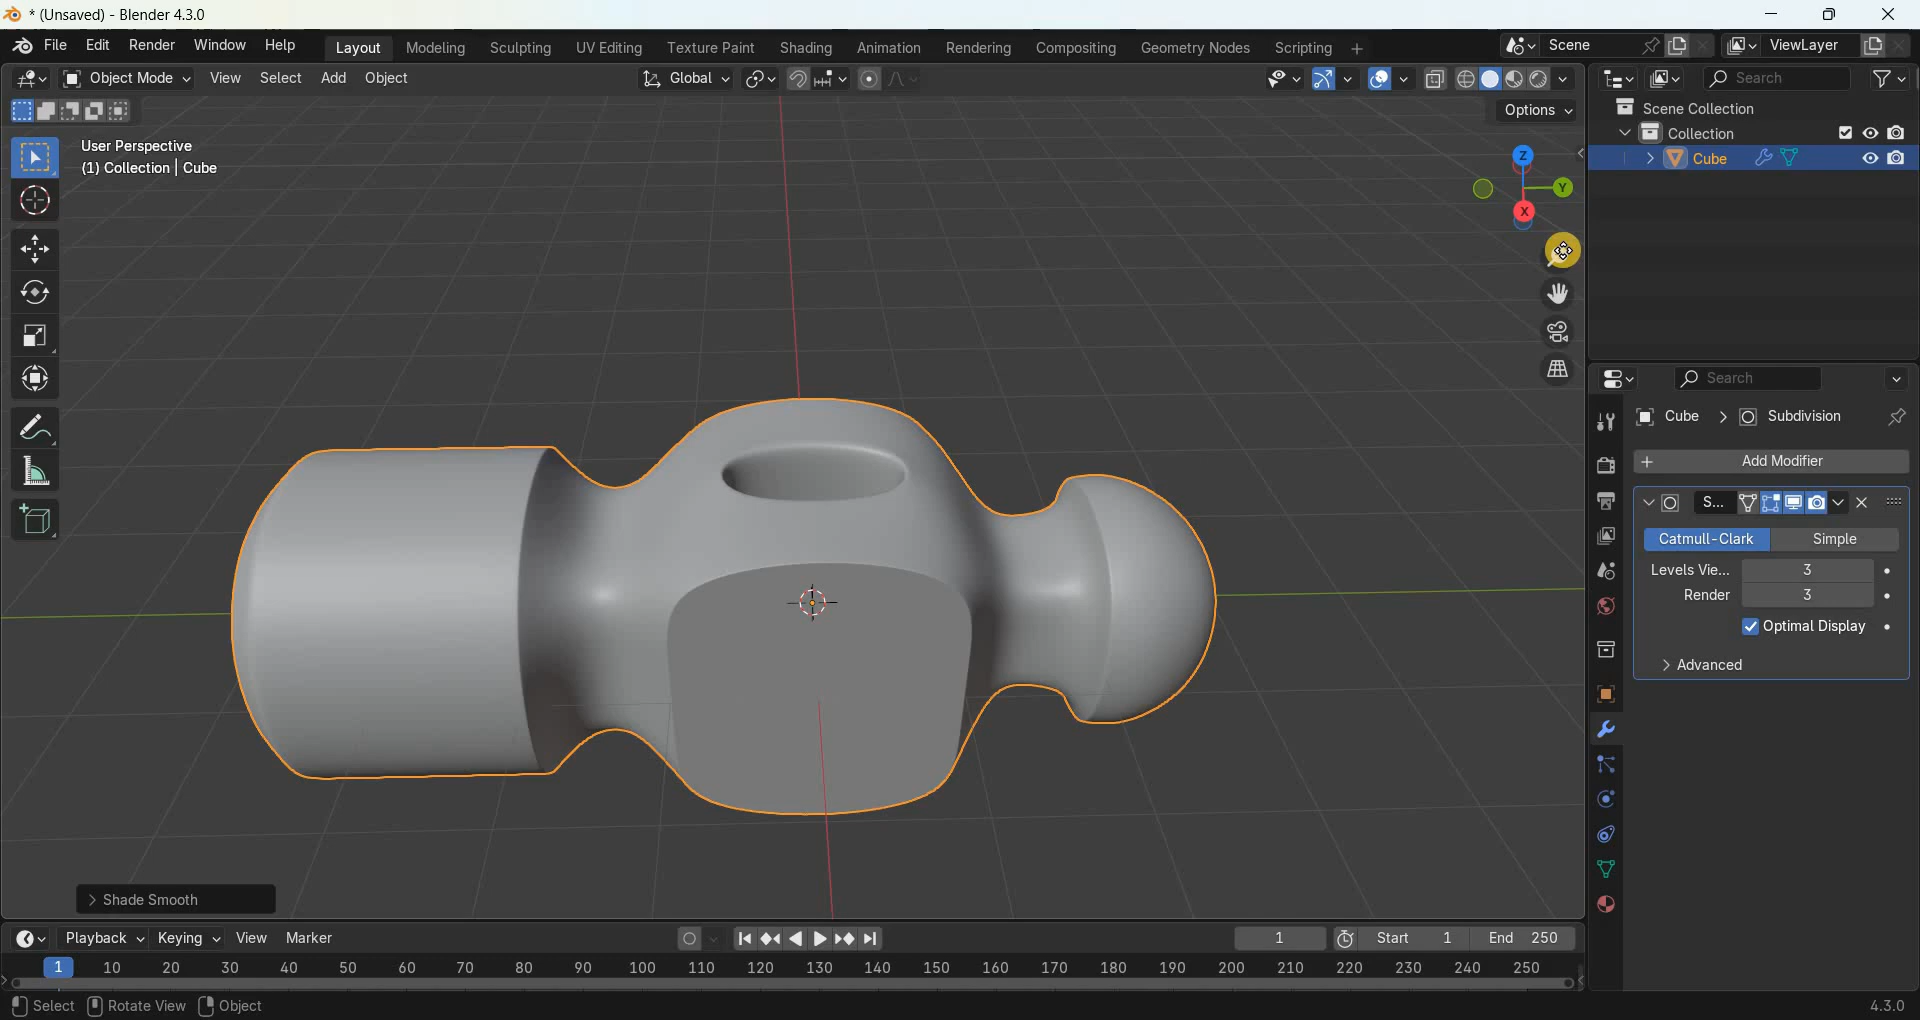 * (Unsaved) - Blender 4.3.0
File Edit Render Window Help Layout Modeling Sculpting UV Editing Texture Paint Shading Animation Rendering Compositing Geometry Nodes Scripting + Scene ViewLayer
Object Mode View Select Add Object Global Search
Options
Scene Collection
Collection
Cube
User Perspective
(1) Collection | Cube
Z
Y
X
Search
Cube > Subdivision
+ Add Modifier
S...
Catmull-Clark Simple
Levels Vie... 3
Render 3
Optimal Display
> Advanced
> Shade Smooth
Playback Keying View Marker 1 Start 1 End 250
1 10 20 30 40 50 60 70 80 90 100 110 120 130 140 150 160 170 180 190 200 210 220 230 240 250
Select Rotate View Object 4.3.0